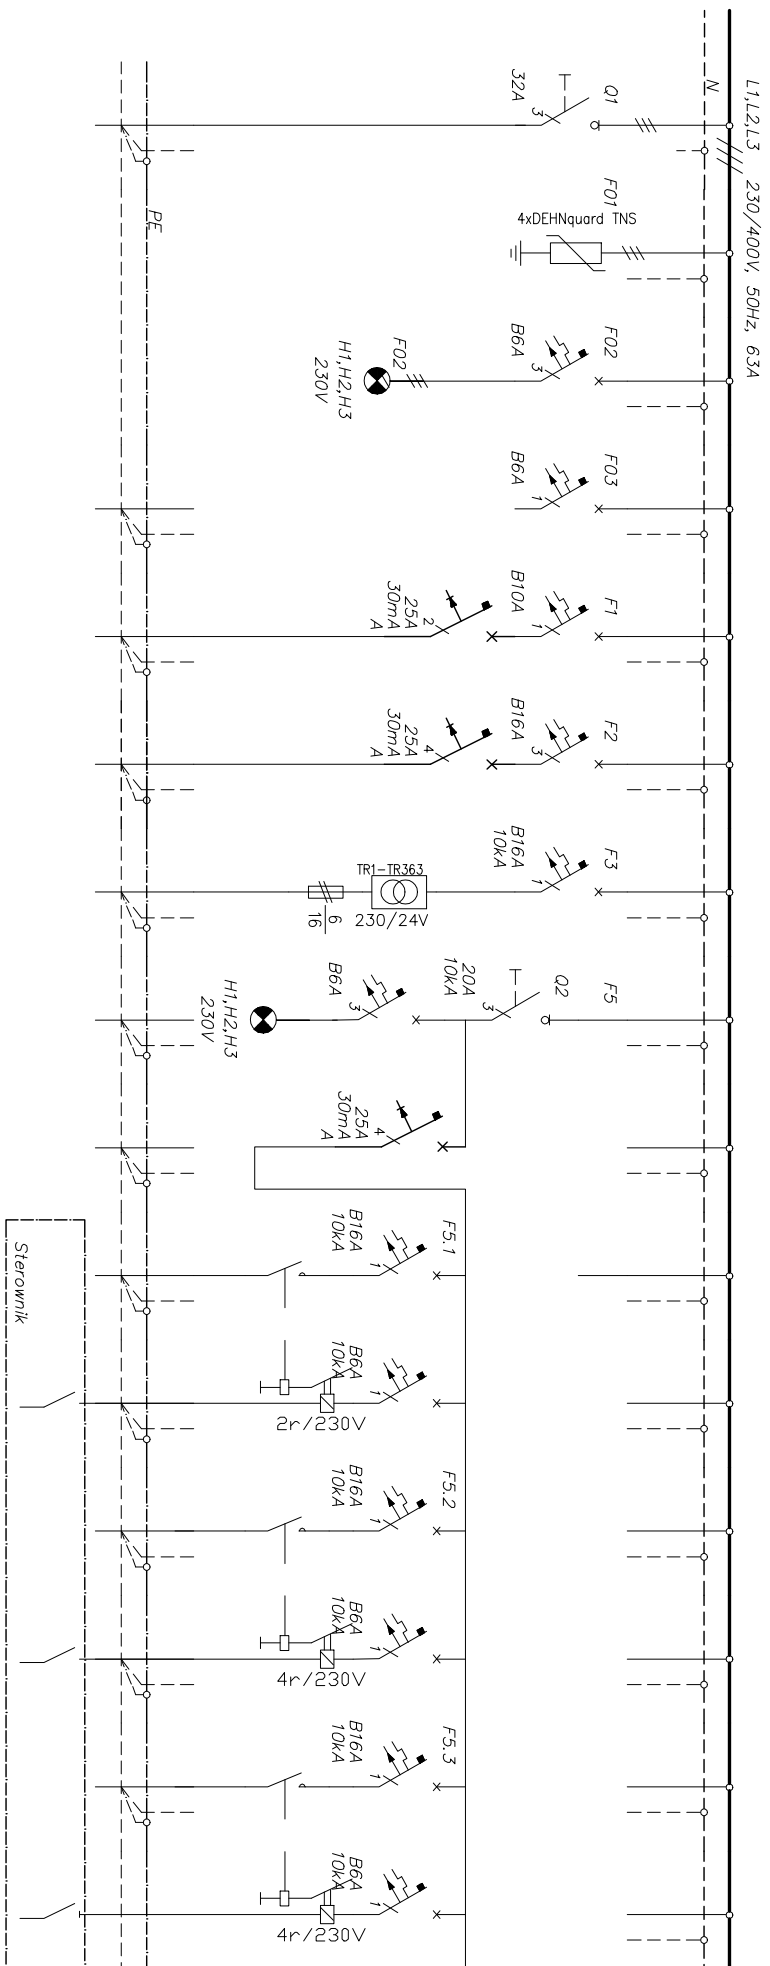 L1,L2,L3 230/400V, 50Hz, 63A
N
Q1
3
32A
PE
F01
4xDEHNquard TNS
F02
3
B6A
F02
H1,H2,H3
230V
F03
1
B6A
F1
1
B10A
2
25A
30mA
A
F2
3
B16A
4
25A
30mA
A
F3
1
B16A
10kA
TR1-TR363
230/24V
6
16
F5
Q2
3
20A
10kA
3
B6A
H1,H2,H3
230V
4
25A
30mA
A
F5.1
1
B16A
10kA
1
B6A
10kA
2r/230V
F5.2
1
B16A
10kA
1
B6A
10kA
4r/230V
F5.3
1
B16A
10kA
1
B6A
10kA
4r/230V
Sterownik